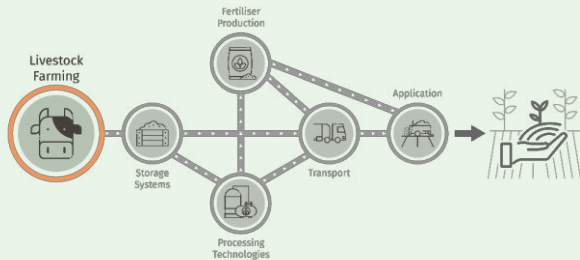 Fertiliser
Production
Livestock
Farming
Application
Storage
Systems
Transport
Processing
Technologies